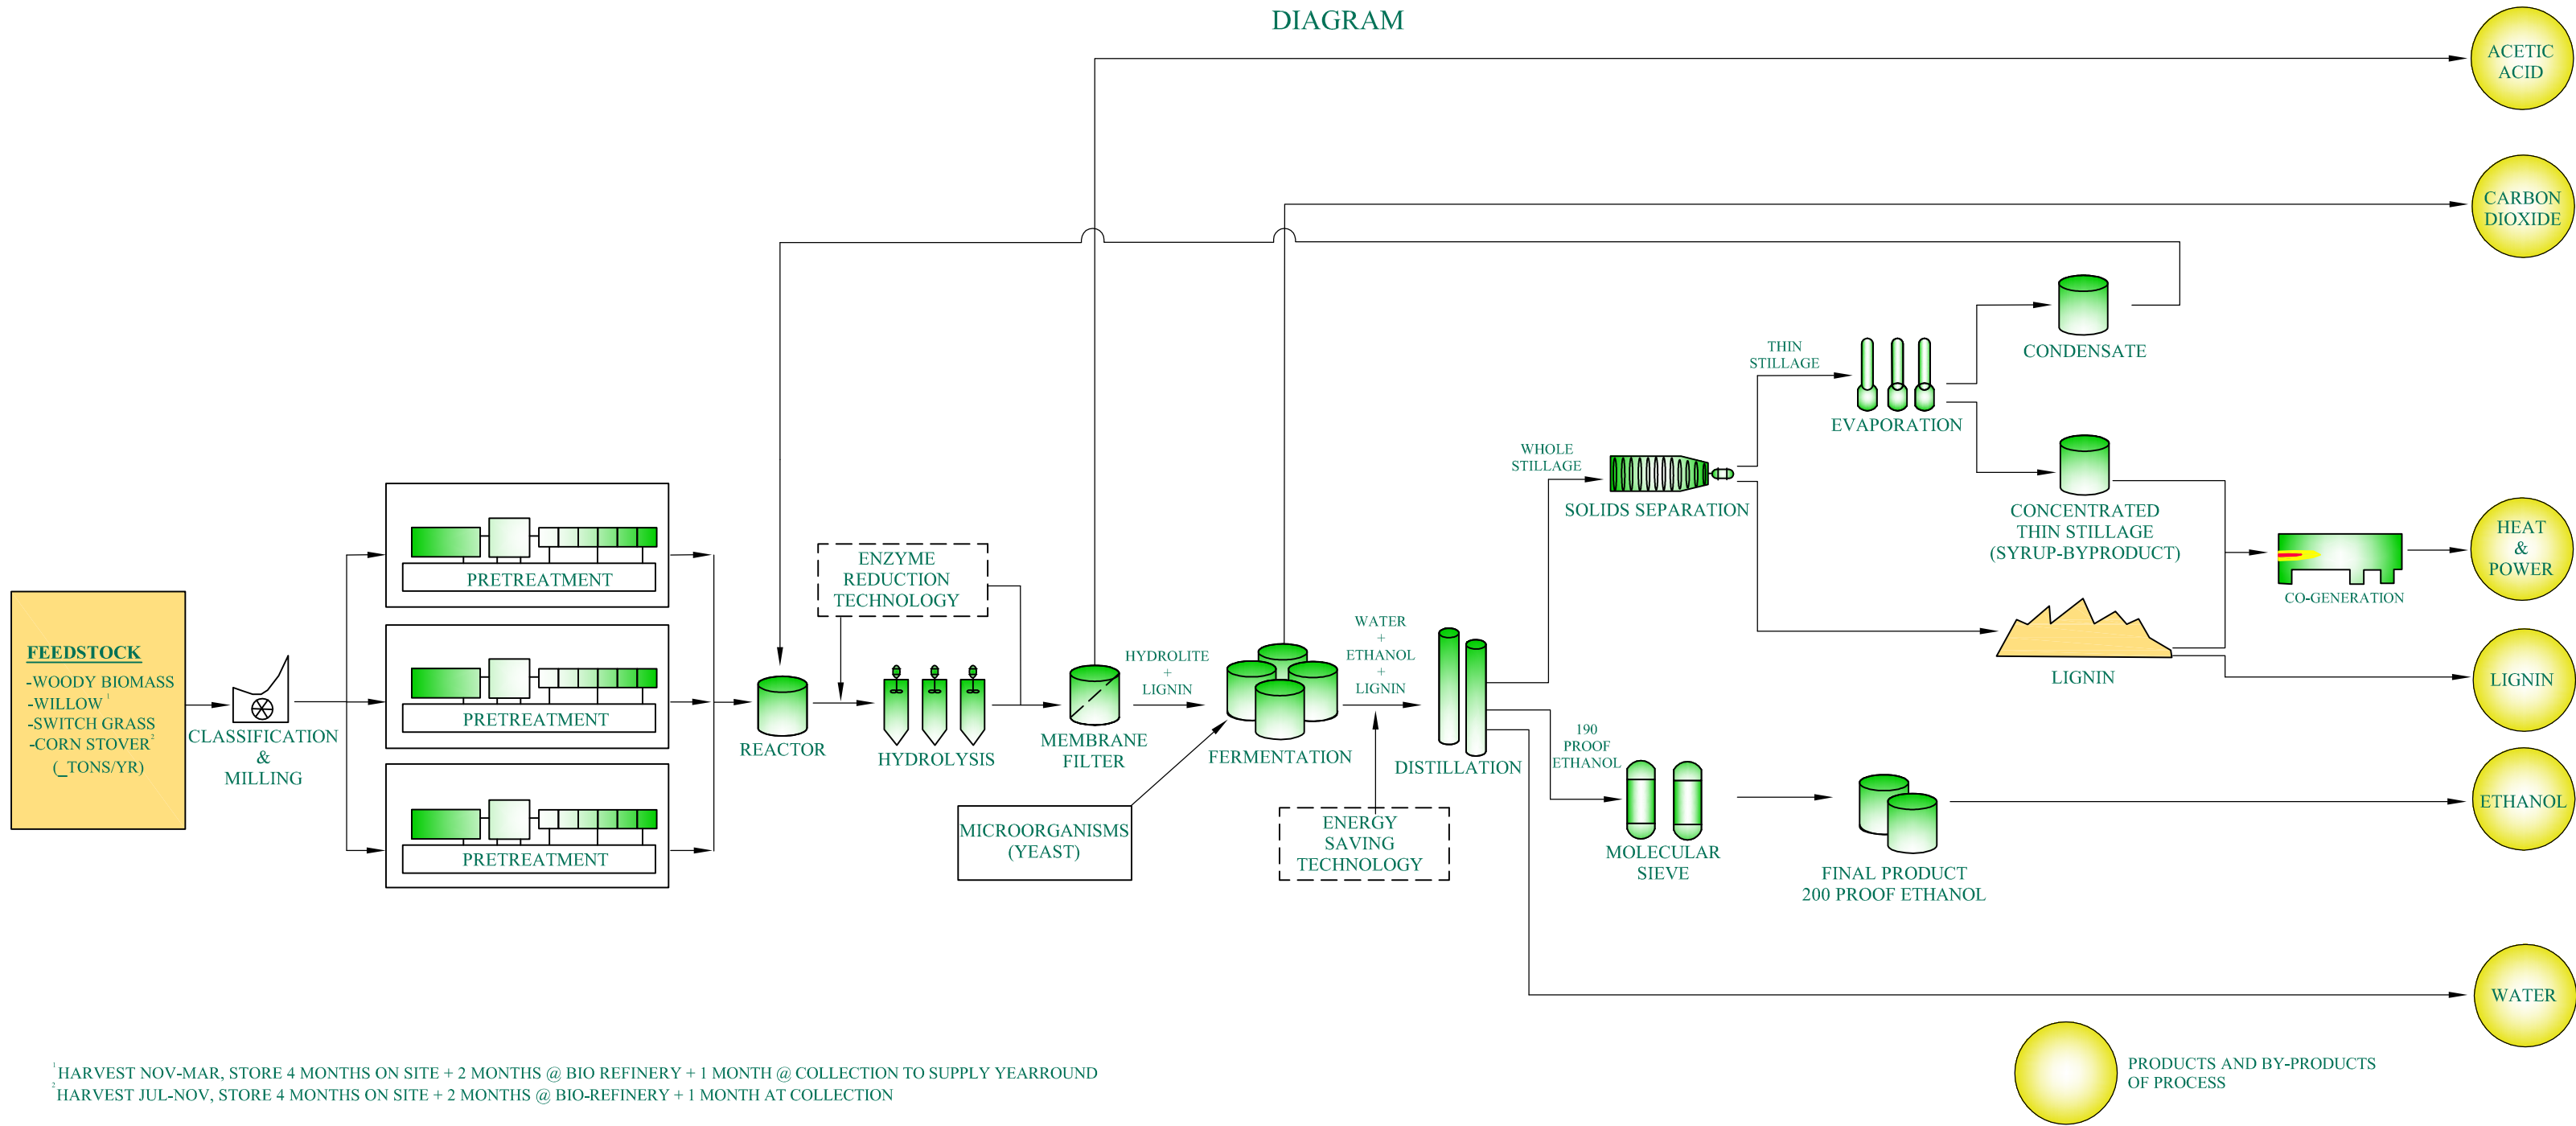 DIAGRAM
ACETIC
ACID
CARBON
DIOXIDE
CONDENSATE
THIN
STILLAGE
EVAPORATION
WHOLE
STILLAGE
SOLIDS SEPARATION
CONCENTRATED
THIN STILLAGE
(SYRUP-BYPRODUCT)
HEAT
&
POWER
CO-GENERATION
LIGNIN
LIGNIN
PRETREATMENT
PRETREATMENT
PRETREATMENT
ENZYME
REDUCTION
TECHNOLOGY
FEEDSTOCK
-WOODY BIOMASS
-WILLOW 1
-SWITCH GRASS
-CORN STOVER 2
(_TONS/YR)
CLASSIFICATION
&
MILLING
REACTOR
HYDROLYSIS
MEMBRANE
FILTER
HYDROLITE
+
LIGNIN
FERMENTATION
WATER
+
ETHANOL
+
LIGNIN
DISTILLATION
190
PROOF
ETHANOL
MICROORGANISMS
(YEAST)
ENERGY
SAVING
TECHNOLOGY
MOLECULAR
SIEVE
FINAL PRODUCT
200 PROOF ETHANOL
ETHANOL
WATER
PRODUCTS AND BY-PRODUCTS
OF PROCESS
1 HARVEST NOV-MAR, STORE 4 MONTHS ON SITE + 2 MONTHS @ BIO REFINERY + 1 MONTH @ COLLECTION TO SUPPLY YEARROUND
2 HARVEST JUL-NOV, STORE 4 MONTHS ON SITE + 2 MONTHS @ BIO-REFINERY + 1 MONTH AT COLLECTION